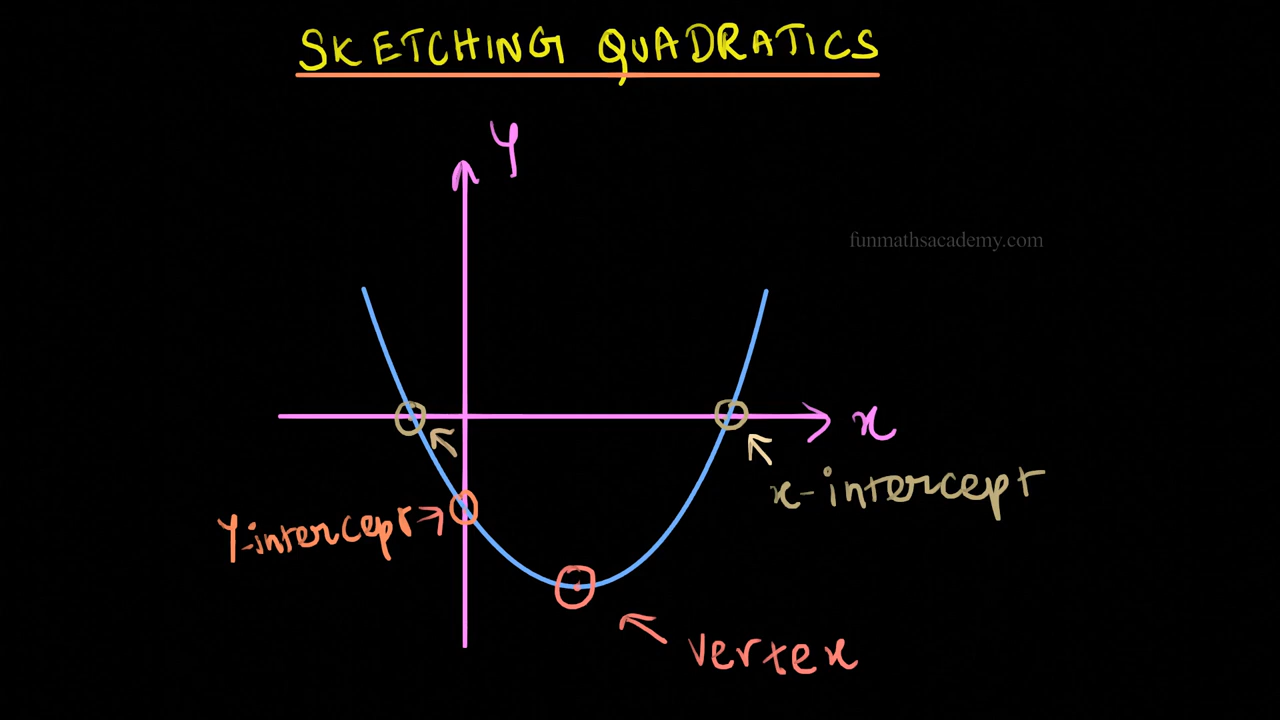 SKETCHING QUADRATICS
Y
funmathsacademy.com
x
x-intercept
Y-intercept
vertex